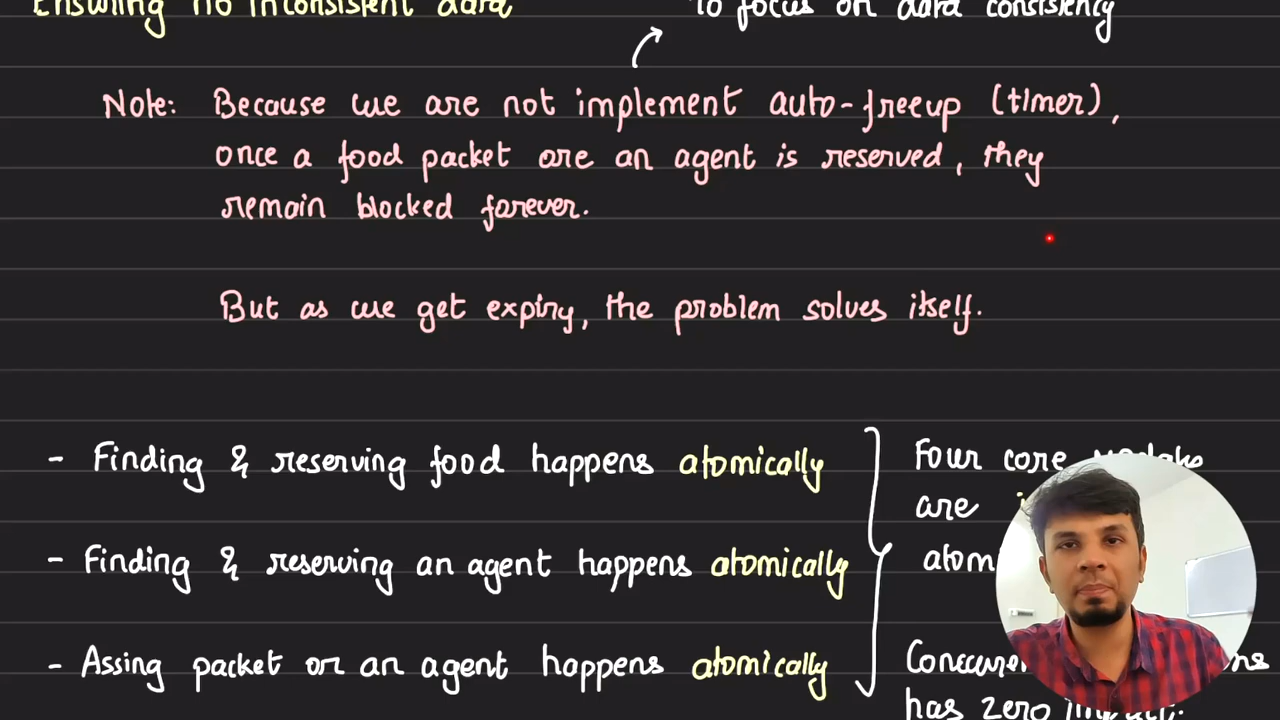 Ensuring no inconsistent data
to focus on data consistency
Note: Because we are not implement auto-freeup (timer),
once a food packet are an agent is reserved, they
remain blocked forever.
But as we get expiry, the problem solves itself.
- Finding & reserving food happens atomically
Four core
are
- Finding & reserving an agent happens atomically
- Assing packet or an agent happens atomically
has zero